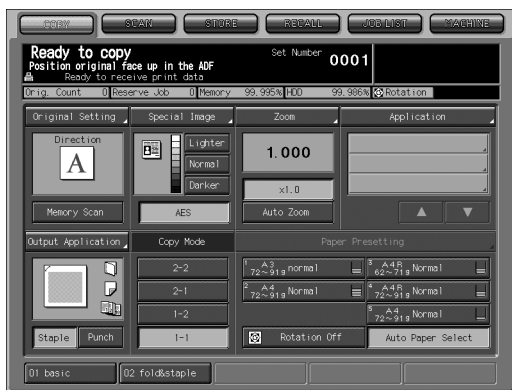 COPY SCAN STORE RECALL JOB LIST MACHINE
Ready to copy
Position original face up in the ADF
Ready to receive print data
Set Number 0001
Orig. Count 0 Reserve Job 0 Memory 99.995% HDD 99.986% Rotation
Original Setting Special Image Zoom Application
Direction
A
Lighter
Normal
Darker
1.000
×1.0
Memory Scan AES Auto Zoom
Output Application Copy Mode Paper Presetting
2-2
2-1
1-2
1-1
1 A3 72~91g normal
2 A4 72~91g Normal
3 A4R 62~71g Normal
4 A4R 72~91g Normal
5 A4 72~91g Normal
Staple Punch
Rotation Off Auto Paper Select
01 basic 02 fold&staple